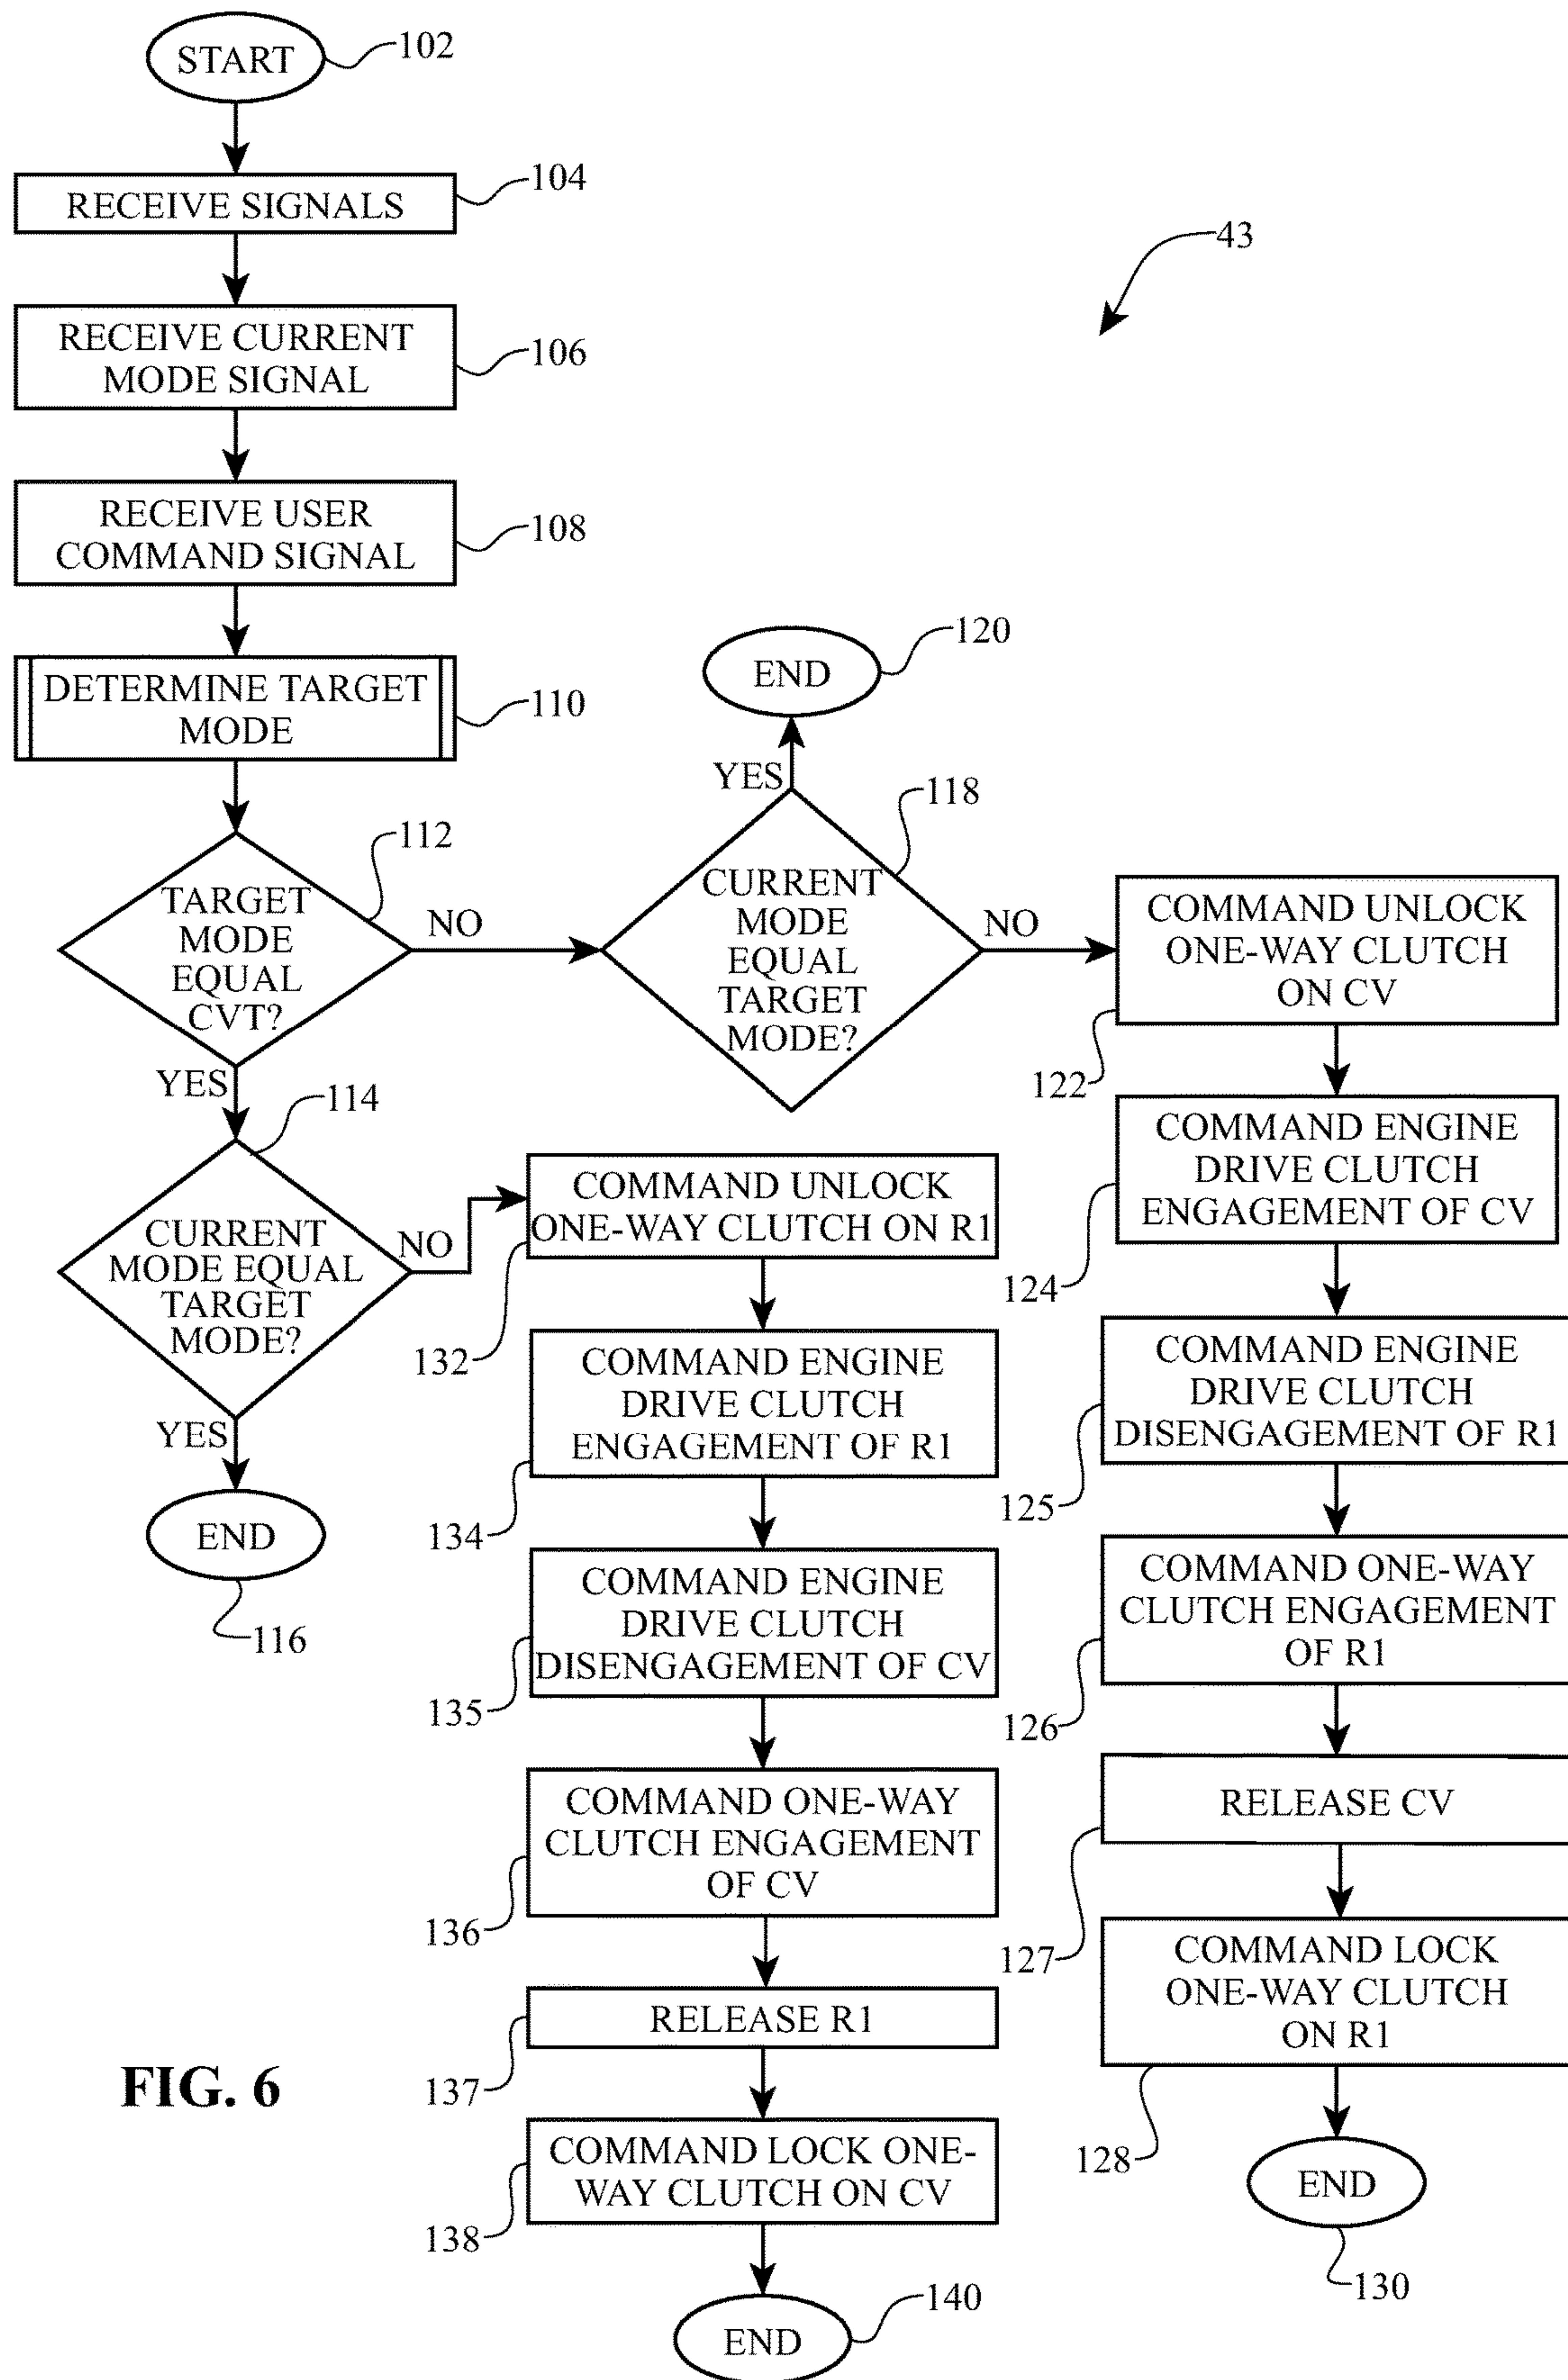 START
102
RECEIVE SIGNALS
104
43
RECEIVE CURRENT
MODE SIGNAL
106
RECEIVE USER
COMMAND SIGNAL
108
DETERMINE TARGET
MODE
110
END
120
YES
TARGET
MODE
EQUAL
CVT?
112
NO
CURRENT
MODE
EQUAL
TARGET
MODE?
118
NO
COMMAND UNLOCK
ONE-WAY CLUTCH
ON CV
122
YES
CURRENT
MODE EQUAL
TARGET
MODE?
114
NO
YES
END
116
COMMAND UNLOCK
ONE-WAY CLUTCH ON R1
132
COMMAND ENGINE
DRIVE CLUTCH
ENGAGEMENT OF R1
134
COMMAND ENGINE
DRIVE CLUTCH
DISENGAGEMENT OF CV
135
COMMAND ONE-WAY
CLUTCH ENGAGEMENT
OF CV
136
RELEASE R1
137
COMMAND LOCK ONE-
WAY CLUTCH ON CV
138
END
140
COMMAND ENGINE
DRIVE CLUTCH
ENGAGEMENT OF CV
124
COMMAND ENGINE
DRIVE CLUTCH
DISENGAGEMENT OF R1
125
COMMAND ONE-WAY
CLUTCH ENGAGEMENT
OF R1
126
RELEASE CV
127
COMMAND LOCK
ONE-WAY CLUTCH
ON R1
128
END
130
FIG. 6